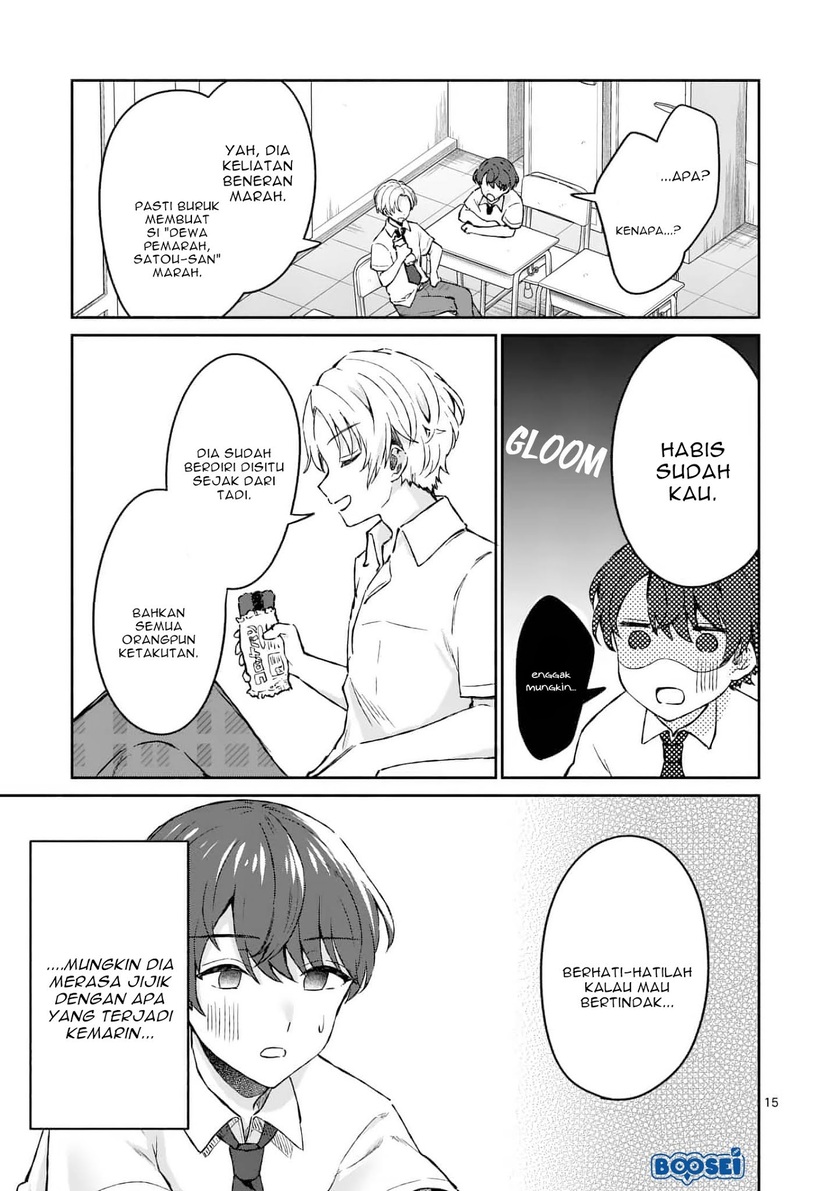 ...APA?
KENAPA...?
YAH, DIA
KELIATAN
BENERAN
MARAH.
PASTI BURUK
MEMBUAT
SI "DEWA
PEMARAH,
SATOU-SAN"
MARAH.
HABIS
SUDAH
KAU.
GLOOM
enggak
mungkin...
DIA SUDAH
BERDIRI DISITU
SEJAK DARI
TADI.
BAHKAN
SEMUA
ORANGPUN
KETAKUTAN.
BERHATI-HATILAH
KALAU MAU
BERTINDAK...
....MUNGKIN DIA
MERASA JIJIK
DENGAN APA
YANG TERJADI
KEMARIN...
15
BOOSEI